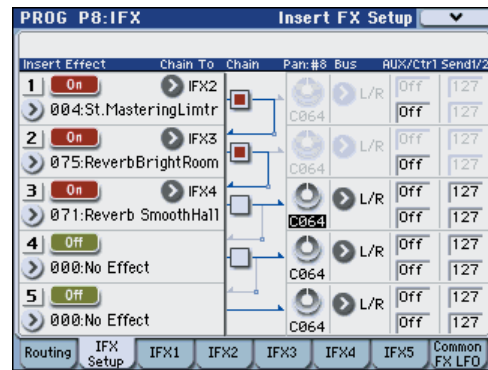 PROG P8:IFX Insert FX Setup
Insert Effect Chain To Chain Pan:#8 Bus AUX/Ctrl Send1/2
1 On IFX2 L/R Off 127
004:St.MasteringLimtr C064 Off 127
2 On IFX3 L/R Off 127
075:ReverbBrightRoom C064 Off 127
3 On IFX4 L/R Off 127
071:Reverb SmoothHall C064 Off 127
4 Off L/R Off 127
000:No Effect C064 Off 127
5 Off L/R Off 127
000:No Effect C064 Off 127
Routing IFX Setup IFX1 IFX2 IFX3 IFX4 IFX5 Common FX LFO